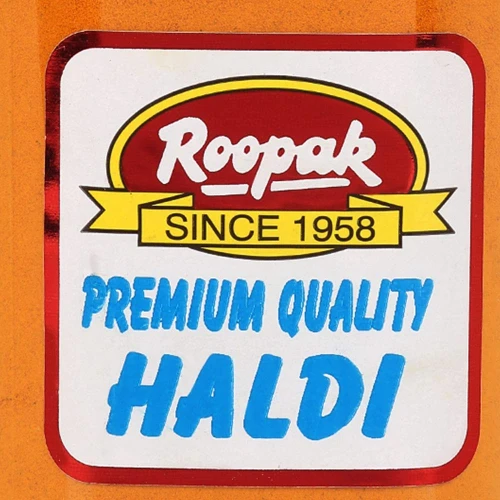 Roopak
SINCE 1958
PREMIUM QUALITY
HALDI